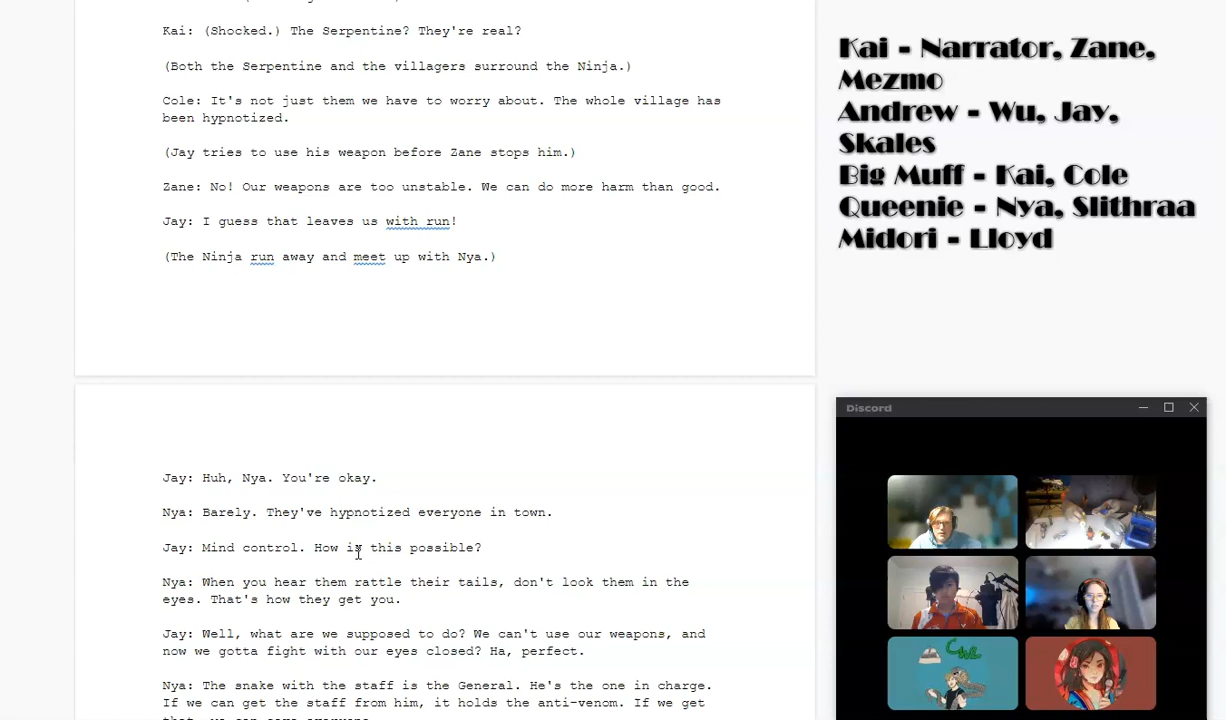 Kai: (Shocked.) The Serpentine? They're real?
(Both the Serpentine and the villagers surround the Ninja.)
Cole: It's not just them we have to worry about. The whole village has
been hypnotized.
(Jay tries to use his weapon before Zane stops him.)
Zane: No! Our weapons are too unstable. We can do more harm than good.
Jay: I guess that leaves us with run!
(The Ninja run away and meet up with Nya.)
Jay: Huh, Nya. You're okay.
Nya: Barely. They've hypnotized everyone in town.
Jay: Mind control. How is this possible?
Nya: When you hear them rattle their tails, don't look them in the
eyes. That's how they get you.
Jay: Well, what are we supposed to do? We can't use our weapons, and
now we gotta fight with our eyes closed? Ha, perfect.
Nya: The snake with the staff is the General. He's the one in charge.
If we can get the staff from him, it holds the anti-venom. If we get
Kai - Narrator, Zane,
Mezmo
Andrew - Wu, Jay,
Skales
Big Muff - Kai, Cole
Queenie - Nya, Slithraa
Midori - Lloyd
Discord